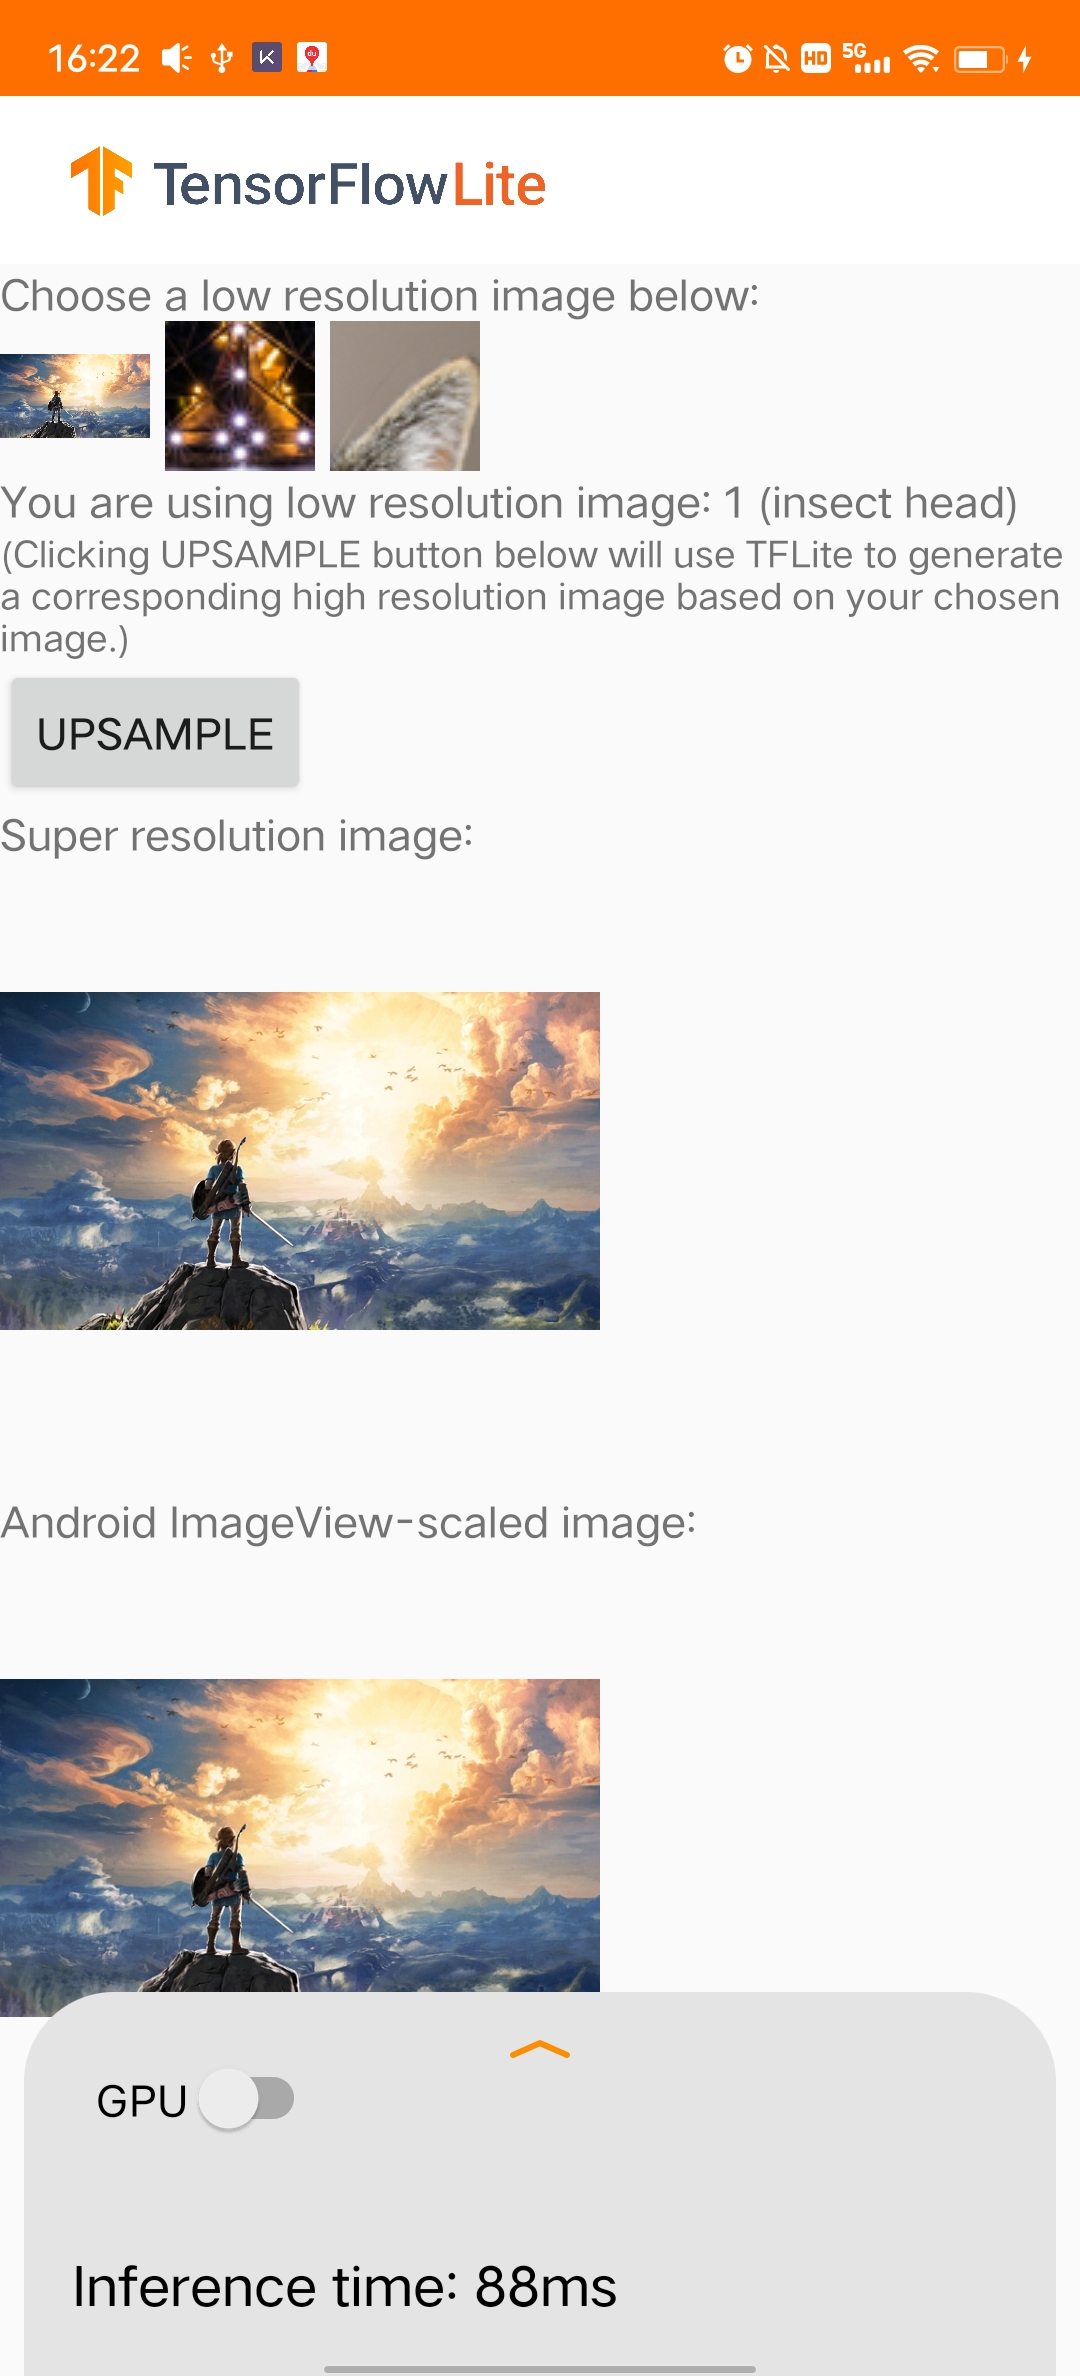 16:22
HD 5G
TensorFlow Lite
Choose a low resolution image below:
You are using low resolution image: 1 (insect head)
(Clicking UPSAMPLE button below will use TFLite to generate
a corresponding high resolution image based on your chosen
image.)
UPSAMPLE
Super resolution image:
Android ImageView-scaled image:
GPU
Inference time: 88ms